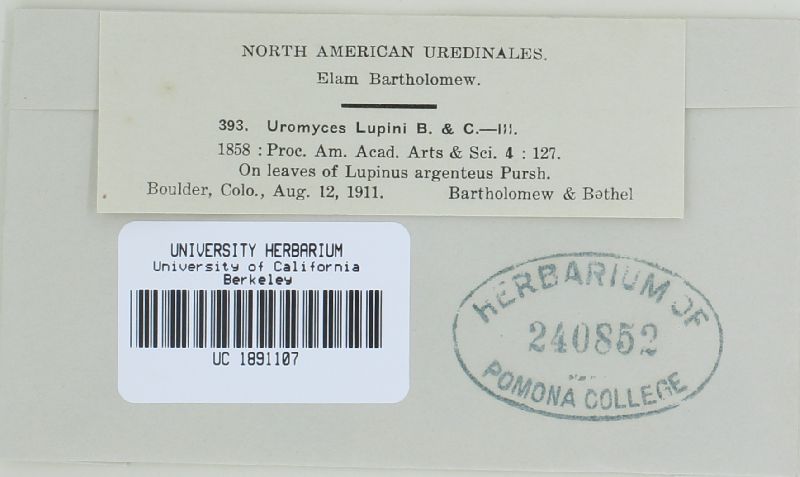 NORTH AMERICAN UREDINALES.
Elam Bartholomew.
393. Uromyces Lupini B. & C.—III.
1858 : Proc. Am. Acad. Arts & Sci. 4 : 127.
On leaves of Lupinus argenteus Pursh.
Boulder, Colo., Aug. 12, 1911. Bartholomew & Bethel
UNIVERSITY HERBARIUM
University of California
Berkeley
UC 1891107
HERBARIUM OF
240852
POMONA COLLEGE